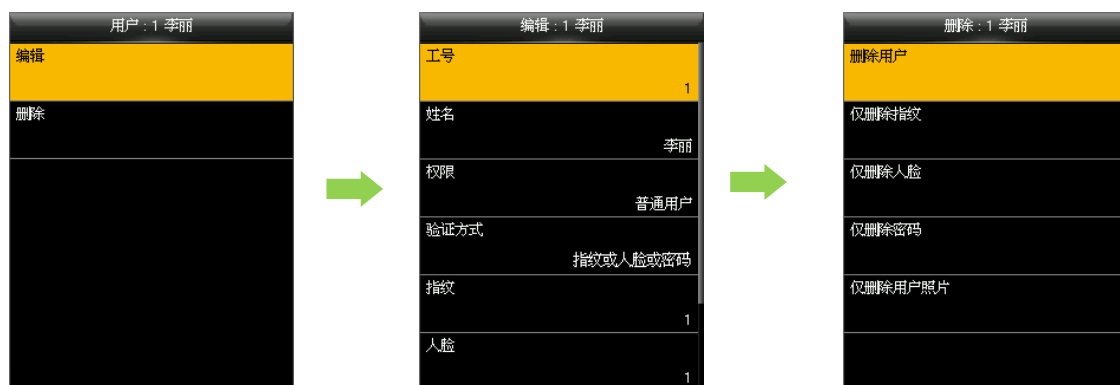 用户 : 1 李丽
编辑
删除
编辑 : 1 李丽
工号
1
姓名
李丽
权限
普通用户
验证方式
指纹或人脸或密码
指纹
1
人脸
1
删除 : 1 李丽
删除用户
仅删除指纹
仅删除人脸
仅删除密码
仅删除用户照片